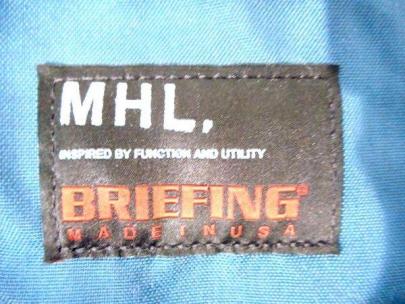 MHL.
INSPIRED BY FUNCTION AND UTILITY
BRIEFING®
MADE IN USA